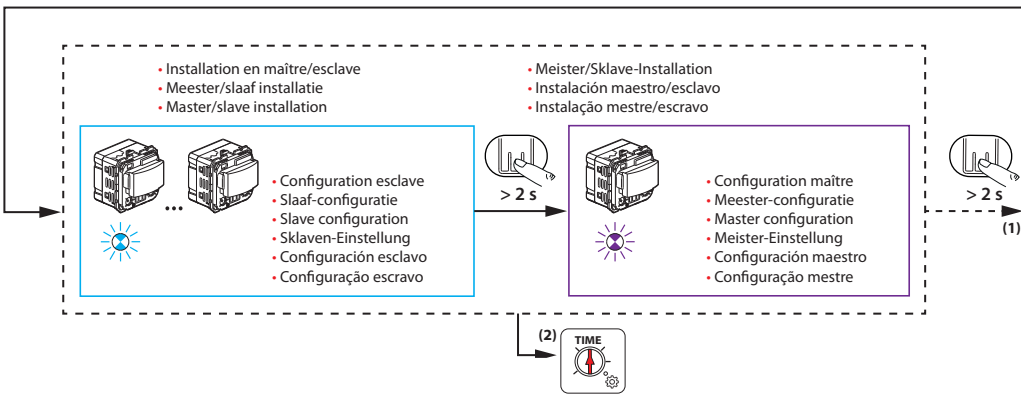 • Installation en maître/esclave
• Meester/slaaf installatie
• Master/slave installation
• Meister/Sklave-Installation
• Instalación maestro/esclavo
• Instalação mestre/escravo
...
• Configuration esclave
• Slaaf-configuratie
• Slave configuration
• Sklaven-Einstellung
• Configuración esclavo
• Configuração escravo
> 2 s
• Configuration maître
• Meester-configuratie
• Master configuration
• Meister-Einstellung
• Configuración maestro
• Configuração mestre
> 2 s
(1)
(2)
TIME